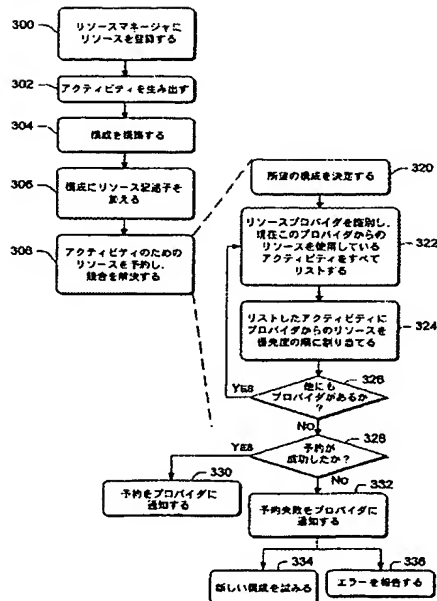 300
リソースマネージャに
リソースを登録する
302
アクティビティを生み出す
304
構成を構築する
306
構成にリソース記述子を
加える
308
アクティビティのための
リソースを予約し、
競合を解決する
所望の構成を決定する
320
リソースプロバイダを識別し、
現在このプロバイダからの
リソースを使用している
アクティビティをすべて
リストする
322
リストしたアクティビティに
プロバイダからのリソースを
優先度の順に割り当てる
324
326
他にも
プロバイダがあるか
?
YES
No
328
予約が
成功したか?
YES
No
330
予約をプロバイダに
通知する
332
予約失敗をプロバイダに
通知する
334
新しい構成を試みる
336
エラーを報告する